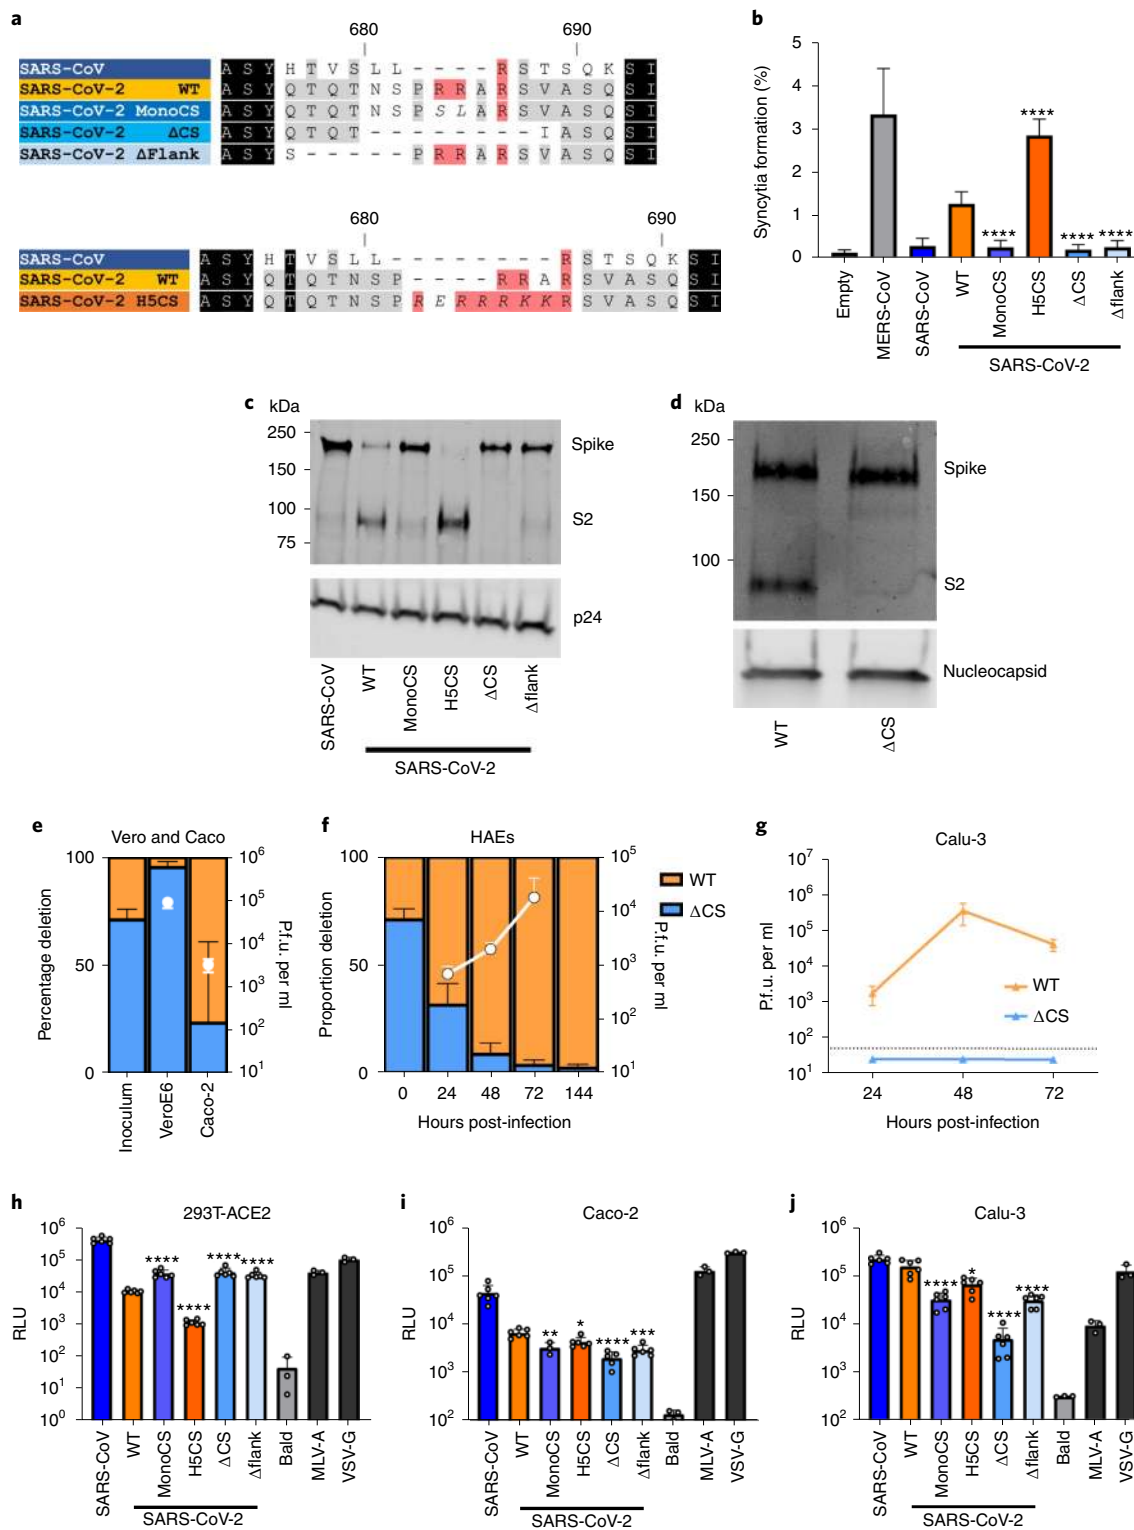 a
680 690
SARS-CoV A S Y H T V S L L - - - - R S T S Q K S I
SARS-CoV-2 WT A S Y Q T Q T N S P R R A R S V A S Q S I
SARS-CoV-2 MonoCS A S Y Q T Q T N S P S L A R S V A S Q S I
SARS-CoV-2 ΔCS A S Y Q T Q T - - - - - - - - I A S Q S I
SARS-CoV-2 ΔFlank A S Y S - - - - - P R R A R S V A S Q S I
680 690
SARS-CoV A S Y H T V S L L - - - - - - - - R S T S Q K S I
SARS-CoV-2 WT A S Y Q T Q T N S P - - - - R R A R S V A S Q S I
SARS-CoV-2 H5CS A S Y Q T Q T N S P R E R R R K K R S V A S Q S I
b
Syncytia formation (%)
5
4
3
2
1
0
****
****
****
****
Empty
MERS-CoV
SARS-CoV
WT
MonoCS
H5CS
ΔCS
Δflank
SARS-CoV-2
c
kDa
250
150
100
75
Spike
S2
p24
SARS-CoV
WT
MonoCS
H5CS
ΔCS
Δflank
SARS-CoV-2
d
kDa
250
150
100
Spike
S2
Nucleocapsid
WT
ΔCS
e
Vero and Caco
Percentage deletion
100
50
0
10^6
10^5
10^4
10^3
10^2
10^1
P.f.u. per ml
Inoculum
VeroE6
Caco-2
f
HAEs
Proportion deletion
100
50
0
10^5
10^4
10^3
10^2
10^1
P.f.u. per ml
WT
ΔCS
0 24 48 72 144
Hours post-infection
g
Calu-3
P.f.u. per ml
10^7
10^6
10^5
10^4
10^3
10^2
10^1
WT
ΔCS
24 48 72
Hours post-infection
h
293T-ACE2
RLU
10^6
10^5
10^4
10^3
10^2
10^1
10^0
****
****
****
****
SARS-CoV
WT
MonoCS
H5CS
ΔCS
Δflank
Bald
MLV-A
VSV-G
SARS-CoV-2
i
Caco-2
RLU
10^6
10^5
10^4
10^3
10^2
**
*
****
***
SARS-CoV
WT
MonoCS
H5CS
ΔCS
Δflank
Bald
MLV-A
VSV-G
SARS-CoV-2
j
Calu-3
RLU
10^6
10^5
10^4
10^3
10^2
****
*
****
****
SARS-CoV
WT
MonoCS
H5CS
ΔCS
Δflank
Bald
MLV-A
VSV-G
SARS-CoV-2